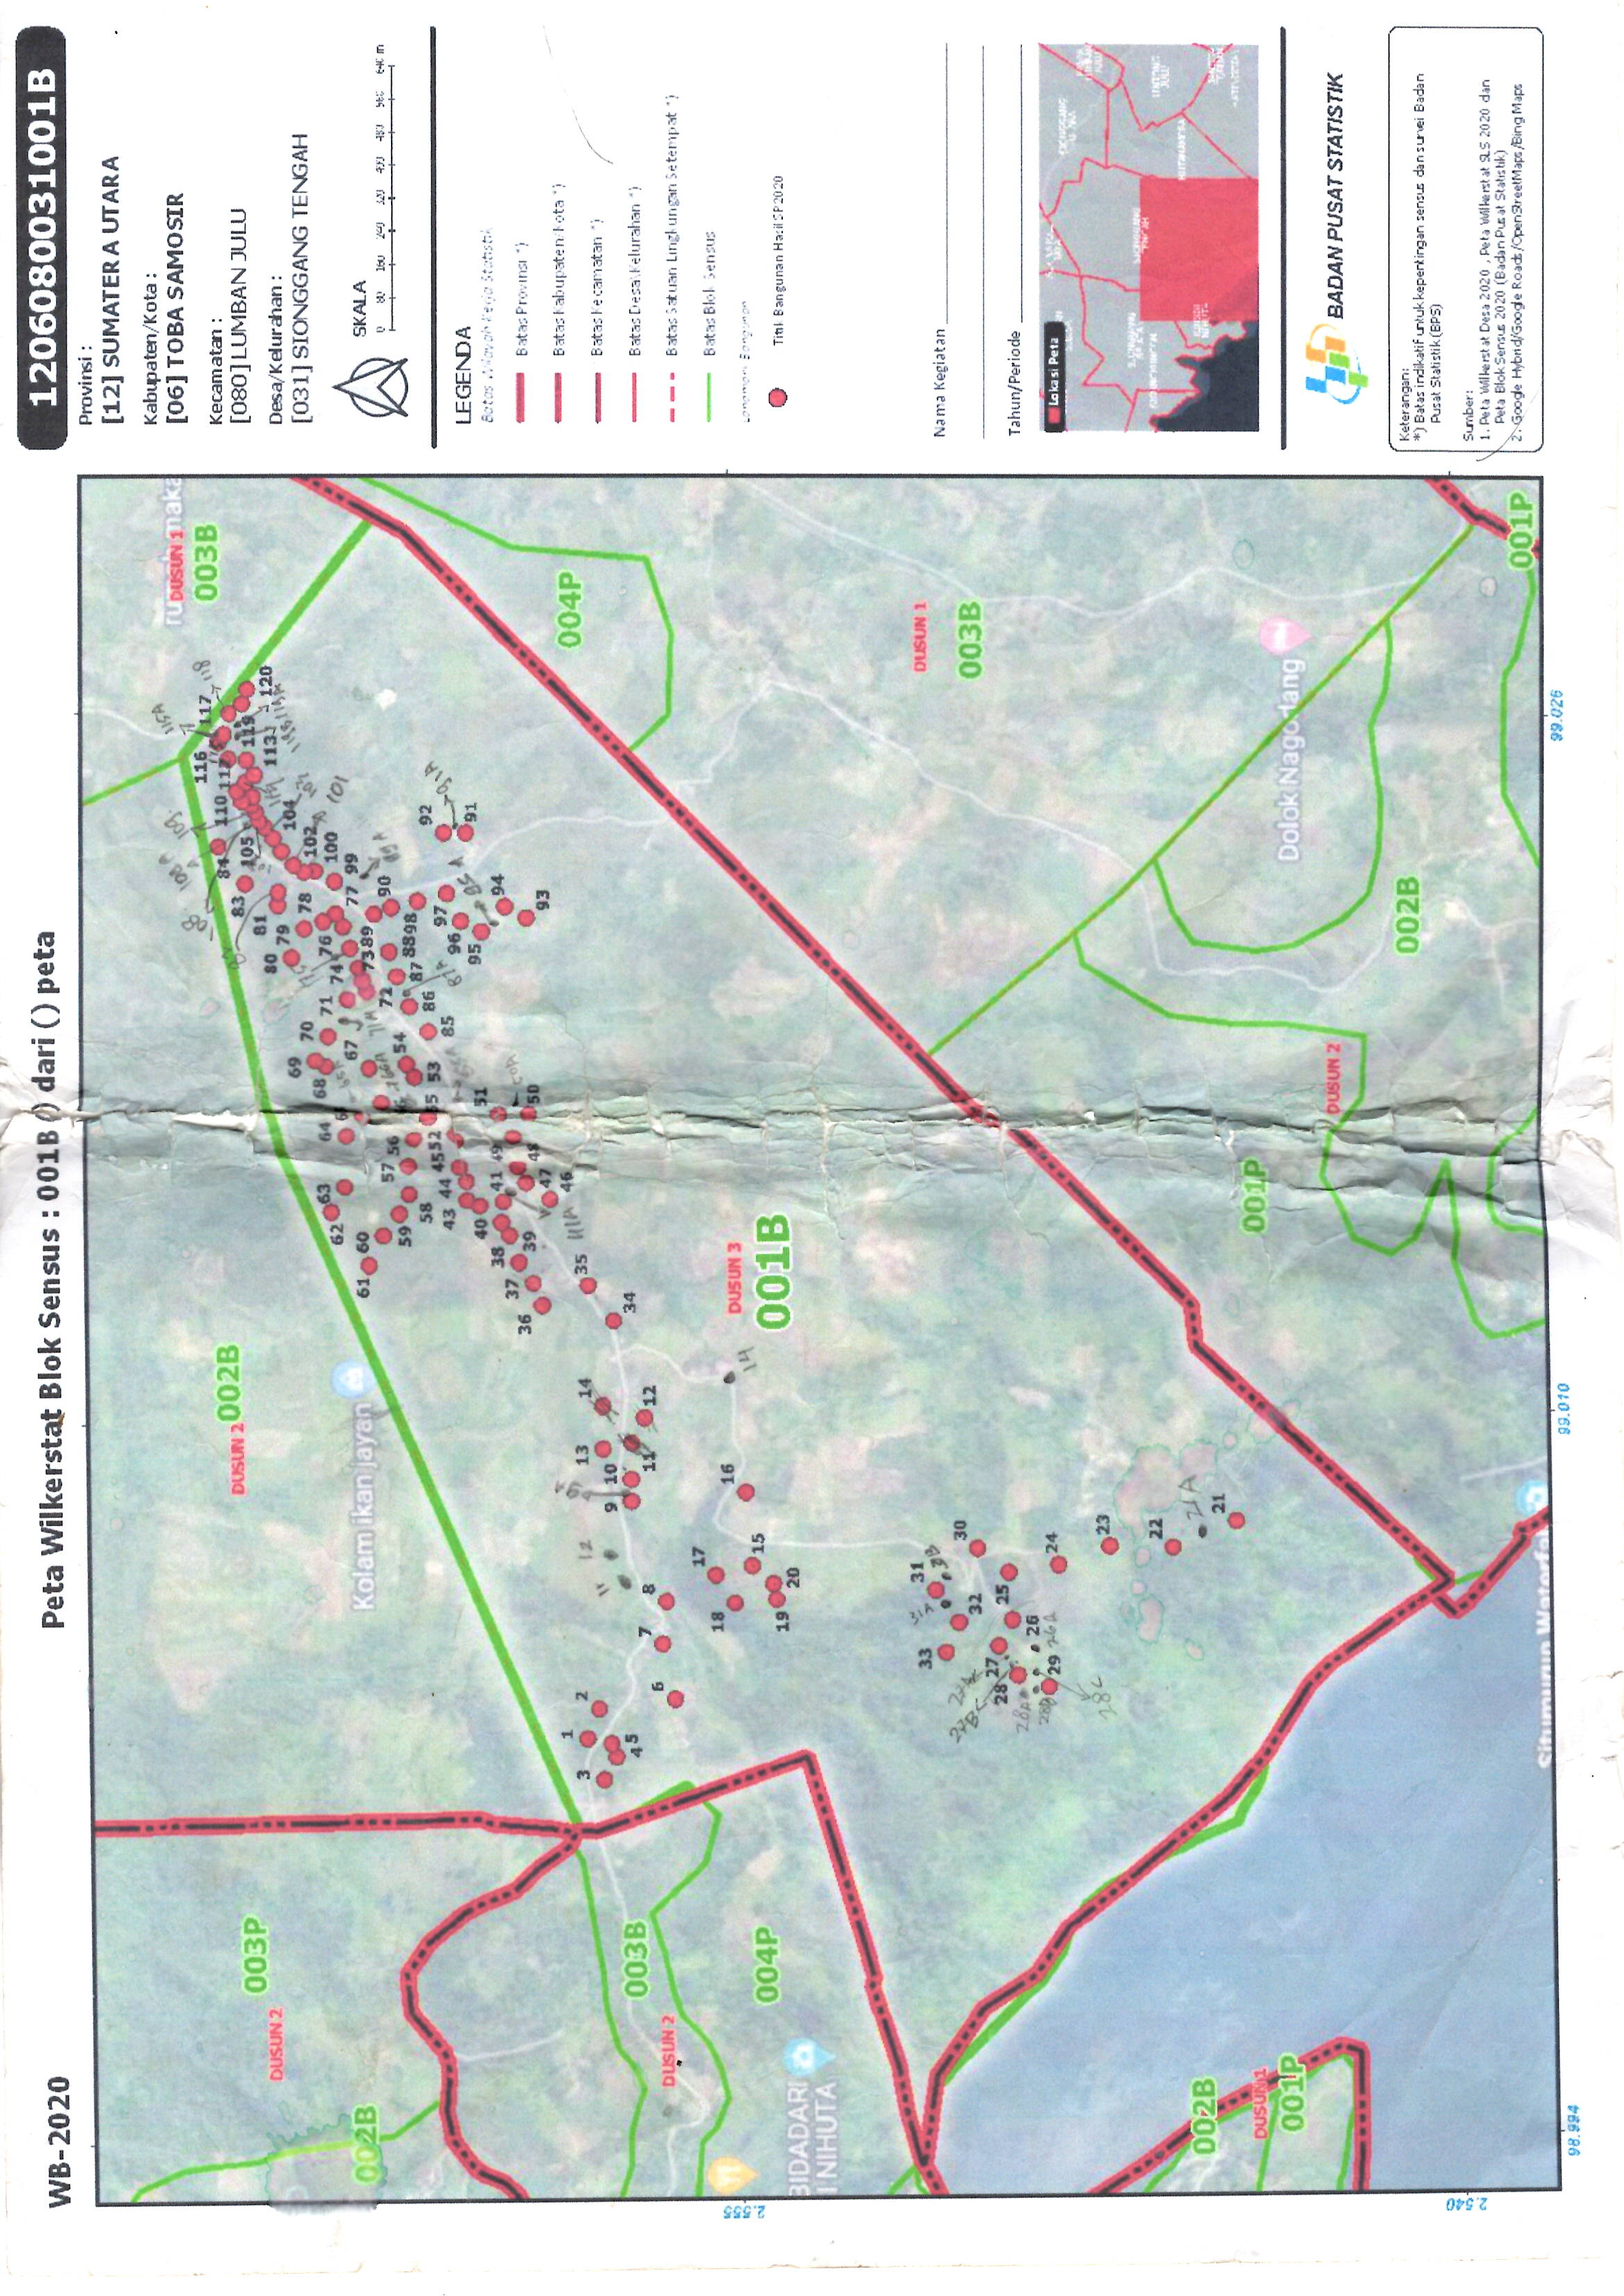 WB-2020
Peta Wilkerstat Blok Sensus : 001B () dari () peta
1206080031001B
Provinsi :
[12] SUMATERA UTARA
Kabupaten/Kota :
[06] TOBA SAMOSIR
Kecamatan :
[080] LUMBAN JULU
Desa/Kelurahan :
[031] SIONGGANG TENGAH
SKALA
0 80 160 240 320 400 480 560 640 m
LEGENDA
Batas Wilayah Kerja Statistik
Batas Provinsi *)
Batas Kabupaten/Kota *)
Batas Kecamatan *)
Batas Desa\Kelurahan *)
Batas Satuan Lingkungan Setempat *)
Batas Blok Sensus
Landmark Bangunan
Titik Bangunan Hasil SP2020
Nama Kegiatan
Tahun/Periode
Lokasi Peta
SIONGGANG
TENGAH
HUTANAMORA
LINTONG
JULU
BADAN PUSAT STATISTIK
Keterangan:
*) Batas indikatif untuk kepentingan sensus dan survei Badan
Pusat Statistik (BPS)
Sumber:
1. Peta Wilkerstat Desa 2020 , Peta Wilkerstat SLS 2020 dan
Peta Blok Sensus 2020 (Badan Pusat Statistik)
2. Google Hybrid/Google Roads/OpenStreetMaps/Bing Maps
003P
DUSUN 2
DUSUN 2 002B
DUSUN 1
003B
002B
Kolam ikan jayan
115A
108A
109
108
116
117
118
84
110
112
83
105
119
120
81
113
80
79
104
69
70
78
102
101
62
63
64
68
71
74
76
100
61
60
67
77
99
73
89
57
56
66A
71A
72
90
89A
59
54
87
88
98
58
45
52
55
53
86
92
43
44
85
87A
97
91A
96
91
40
95
95A
51
38
41
49
94
36
37
39
48
50
50A
47
93
41A
46
004P
1
2
3
4
5
11
12
9A
13
14
35
9
10
34
11
12
003B
DUSUN 2
6
7
8
17
18
16
14
DUSUN 3
001B
15
19
20
004P
BIDADARI
I NIHUTA
DUSUN 1
003B
33
31A
31
32
30
27
28
25
28A
26
28B
29
26A
24
28C
23
22
21A
21
002B
DUSUN 1
001P
001P
Dolok Nagodang
DUSUN 2
002B
Situmurun Waterfal
001P
2.555
2.540
98.994
99.010
99.026